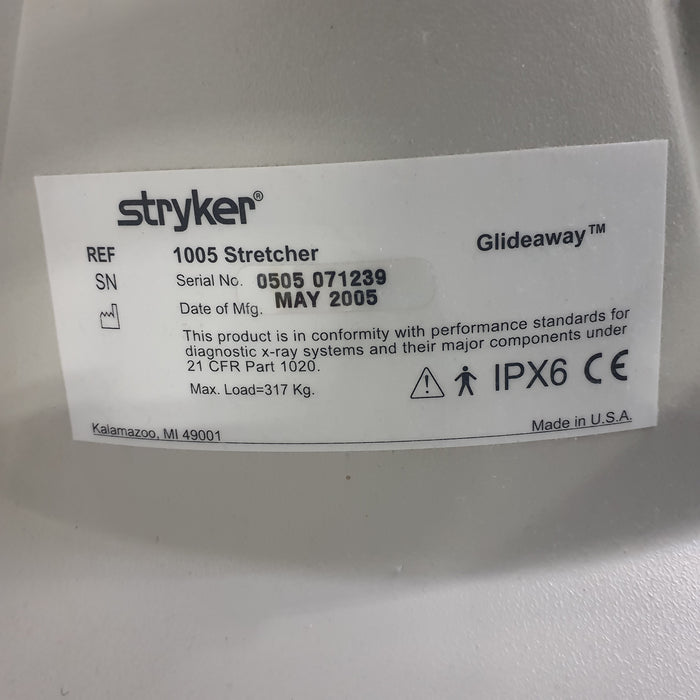 stryker®
Glideaway™
REF 1005 Stretcher
SN Serial No. 0505 071239
Date of Mfg. MAY 2005
This product is in conformity with performance standards for
diagnostic x-ray systems and their major components under
21 CFR Part 1020.
Max. Load=317 Kg.
IPX6 CE
Kalamazoo, MI 49001
Made in U.S.A.